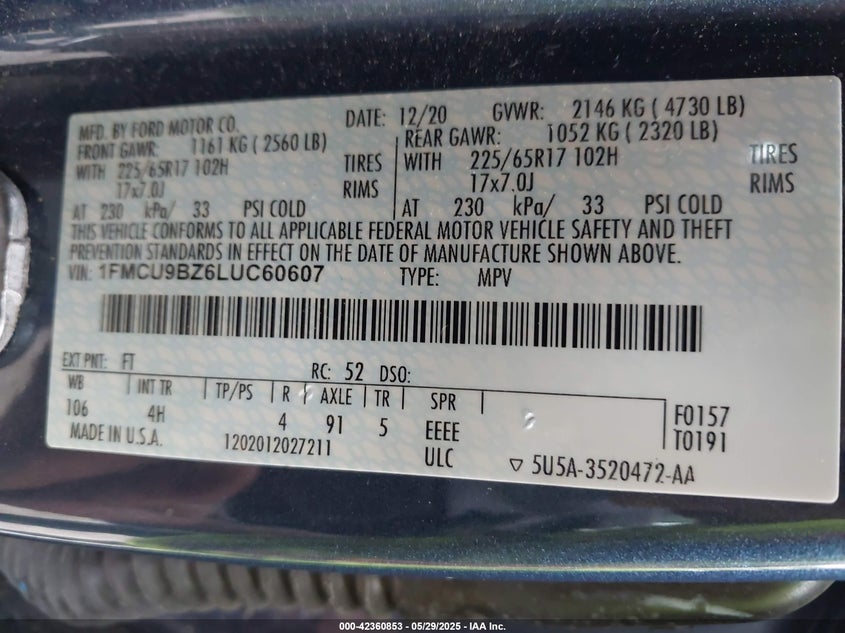 MFD. BY FORD MOTOR CO.
DATE: 12/20 GVWR: 2146 KG ( 4730 LB)
FRONT GAWR: 1161 KG ( 2560 LB)
REAR GAWR: 1052 KG ( 2320 LB)
WITH 225/65R17 102H TIRES
WITH 225/65R17 102H TIRES
17x7.0J RIMS
17x7.0J RIMS
AT 230 kPa/ 33 PSI COLD
AT 230 kPa/ 33 PSI COLD
THIS VEHICLE CONFORMS TO ALL APPLICABLE FEDERAL MOTOR VEHICLE SAFETY AND THEFT
PREVENTION STANDARDS IN EFFECT ON THE DATE OF MANUFACTURE SHOWN ABOVE.
VIN: 1FMCU9BZ6LUC60607 TYPE: MPV
EXT PNT: FT RC: 52 DSO:
WB INT TR TP/PS R AXLE TR SPR
106 4H 4 91 5 EEEE F0157
MADE IN U.S.A. 1202012027211 ULC T0191
▽ 5U5A-3520472-AA
000-42360853 - 05/29/2025 - IAA Inc.